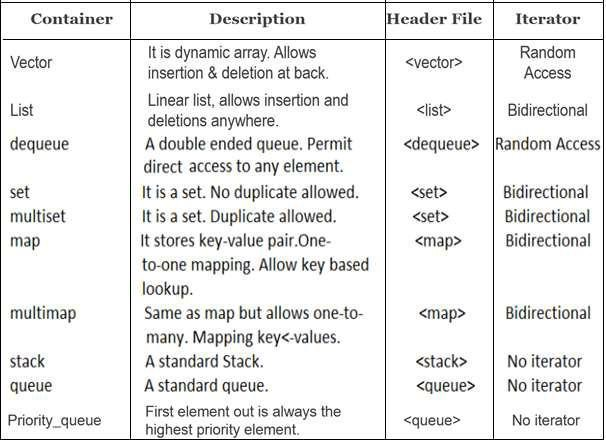 Container Description Header File Iterator
Vector It is dynamic array. Allows insertion & deletion at back. <vector> Random Access
List Linear list, allows insertion and deletions anywhere. <list> Bidirectional
dequeue A double ended queue. Permit direct access to any element. <dequeue> Random Access
set It is a set. No duplicate allowed. <set> Bidirectional
multiset It is a set. Duplicate allowed. <set> Bidirectional
map It stores key-value pair.One-to-one mapping. Allow key based lookup. <map> Bidirectional
multimap Same as map but allows one-to-many. Mapping key<-values. <map> Bidirectional
stack A standard Stack. <stack> No iterator
queue A standard queue. <queue> No iterator
Priority_queue First element out is always the highest priority element. <queue> No iterator